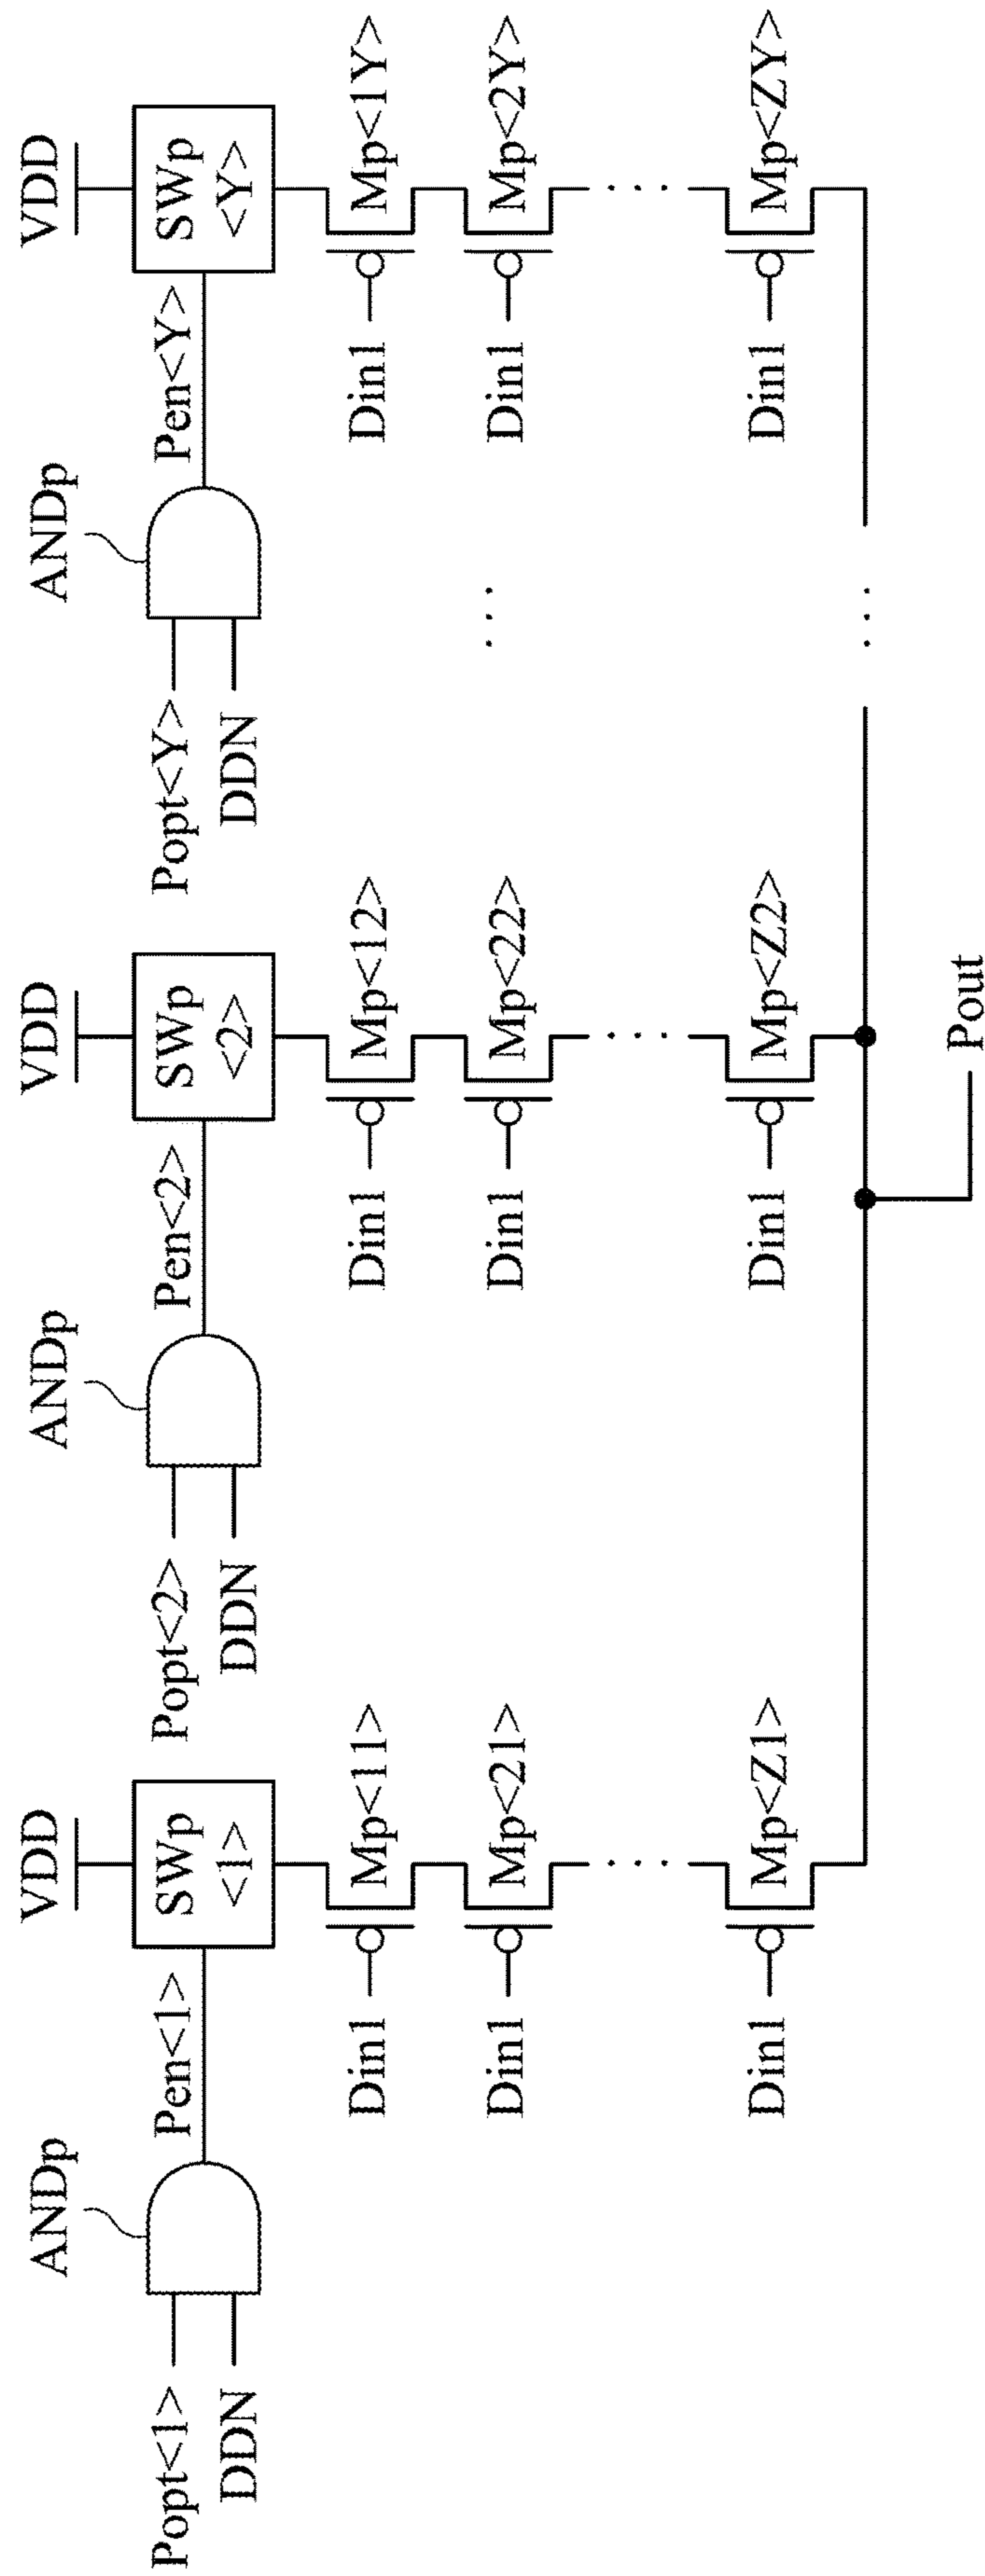 VDD
VDD
VDD
ANDp
ANDp
ANDp
Popt<1>
DDN
Pen<1>
SWp
<1>
Popt<2>
DDN
Pen<2>
SWp
<2>
Popt<Y>
DDN
Pen<Y>
SWp
<Y>
Din1
Mp<11>
Din1
Mp<12>
Din1
Mp<1Y>
Din1
Mp<21>
Din1
Mp<22>
Din1
Mp<2Y>
Din1
Mp<Z1>
Din1
Mp<Z2>
Din1
Mp<ZY>
Pout